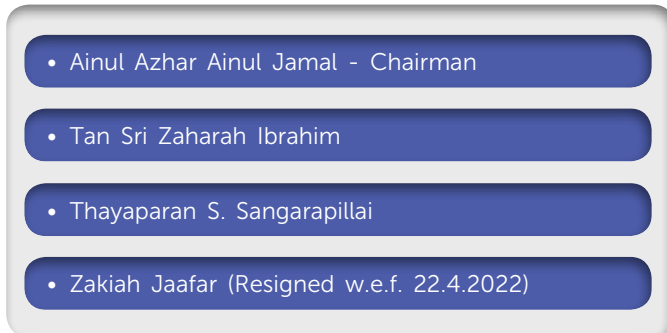 • Ainul Azhar Ainul Jamal - Chairman
• Tan Sri Zaharah Ibrahim
• Thayaparan S. Sangarapillai
• Zakiah Jaafar (Resigned w.e.f. 22.4.2022)